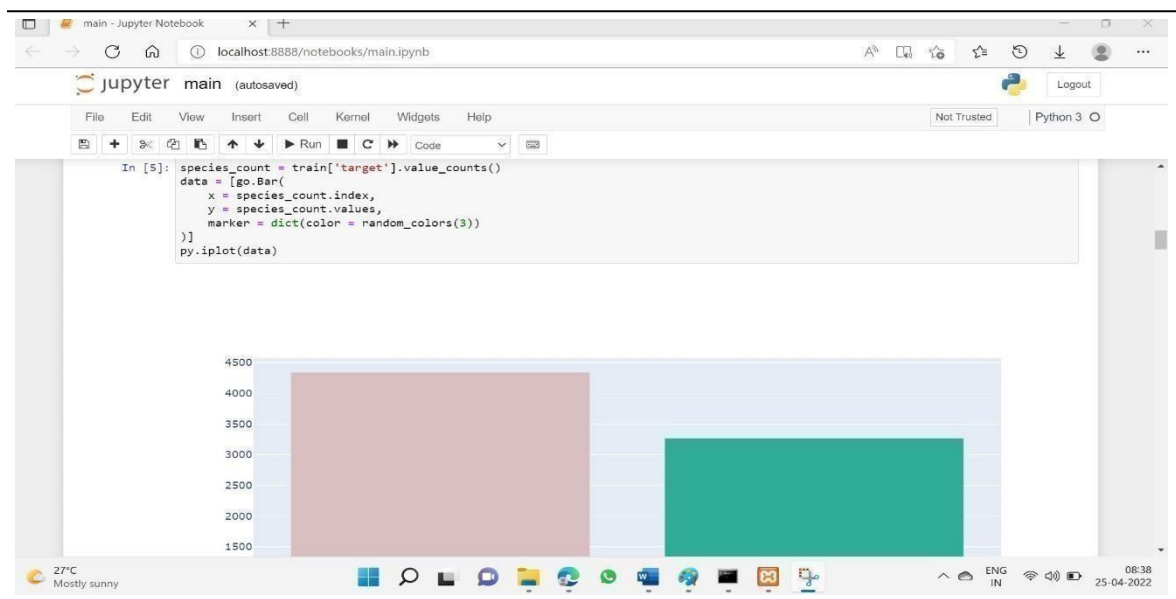 main - Jupyter Notebook
localhost:8888/notebooks/main.ipynb
jupyter main (autosaved)
Logout
File Edit View Insert Cell Kernel Widgets Help
Not Trusted
Python 3
Run
Code
In [5]: species_count = train['target'].value_counts()
data = [go.Bar(
x = species_count.index,
y = species_count.values,
marker = dict(color = random_colors(3))
)]
py.iplot(data)
4500
4000
3500
3000
2500
2000
1500
27°C
Mostly sunny
ENG
IN
08:38
25-04-2022